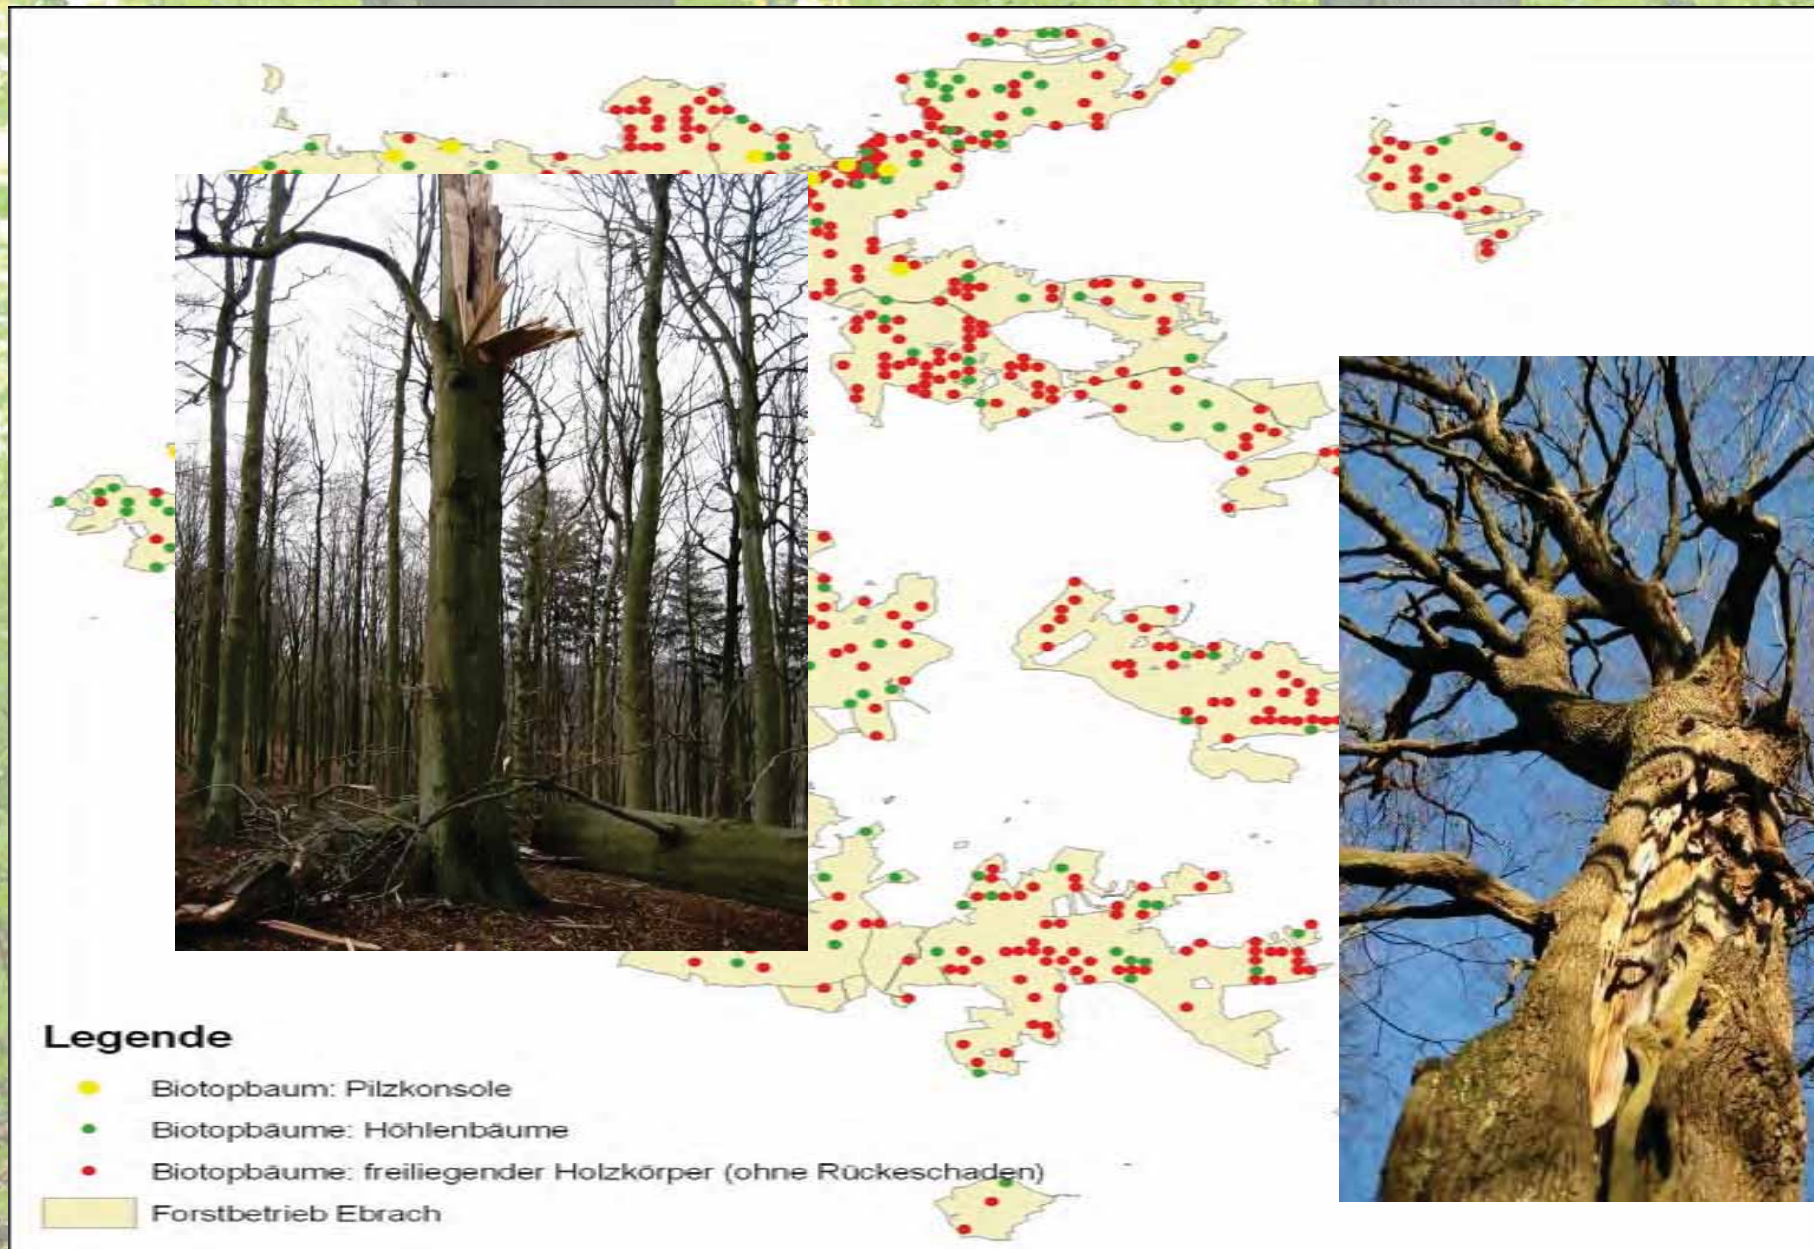 Legende
Biotopbaum: Pilzkonsole
Biotopbäume: Höhlenbäume
Biotopbäume: freiliegender Holzkörper (ohne Rückeschaden)
Forstbetrieb Ebrach